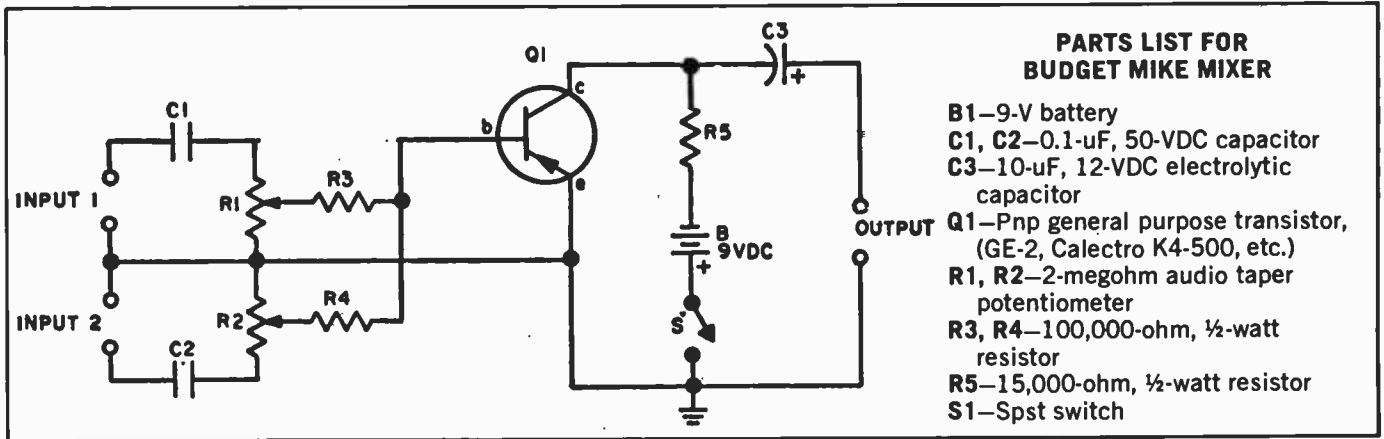 C3
+
Q1
c
b
e
C1
R5
INPUT 1
R1
R3
B
9VDC
+
OUTPUT
INPUT 2
R2
R4
S
C2
PARTS LIST FOR
BUDGET MIKE MIXER
B1—9-V battery
C1, C2—0.1-uF, 50-VDC capacitor
C3—10-uF, 12-VDC electrolytic
capacitor
Q1—Pnp general purpose transistor,
(GE-2, Calectro K4-500, etc.)
R1, R2—2-megohm audio taper
potentiometer
R3, R4—100,000-ohm, ½-watt
resistor
R5—15,000-ohm, ½-watt resistor
S1—Spst switch